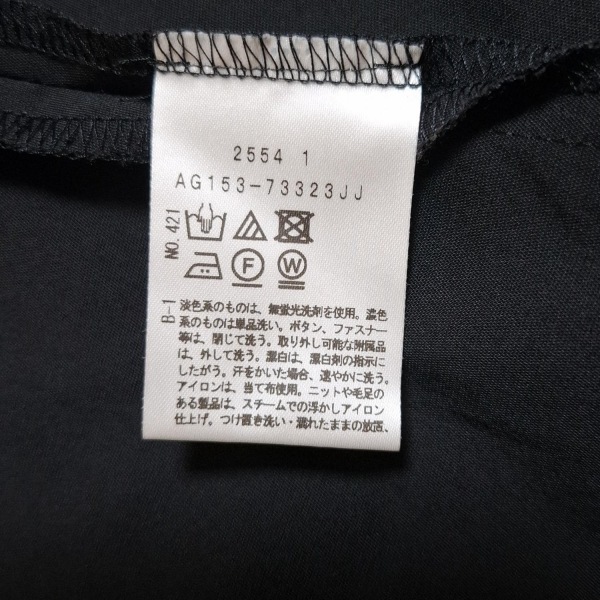 2554 1
AG153-73323JJ
NO.421
F
W
B-1
淡色系のものは、無蛍光洗剤を使用。濃色
系のものは単品洗い。ボタン、ファスナー
等は、閉じて洗う。取り外し可能な附属品
は、外して洗う。漂白は、漂白剤の指示に
したがう。汗をかいた場合、速やかに洗う。
アイロンは、当て布使用。ニットや毛足の
ある製品は、スチームでの浮かしアイロン
仕上げ。つけ置き洗い・濡れたままの放置、